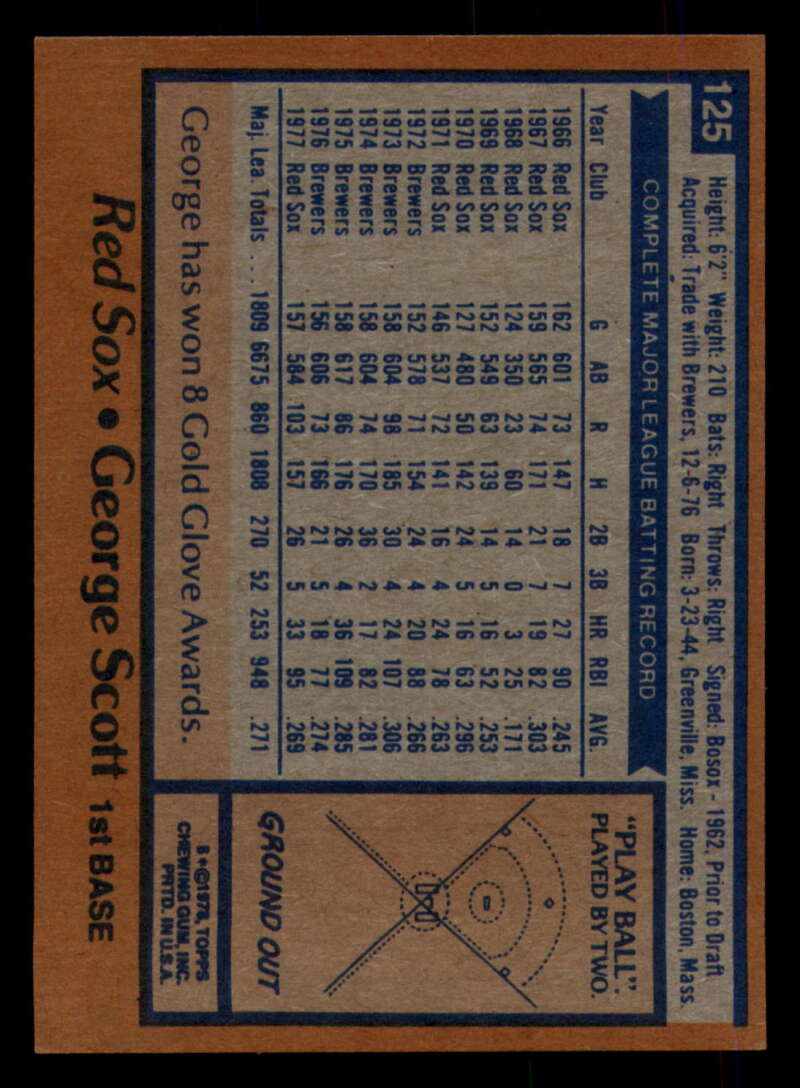 125
Height: 6'2" Weight: 210 Bats: Right Throws: Right Signed: Bosox - 1962, Prior to Draft
Acquired: Trade with Brewers, 12-6-76 Born: 3-23-44, Greenville, Miss. Home: Boston, Mass.
COMPLETE MAJOR LEAGUE BATTING RECORD
Year Club G AB R H 2B 3B HR RBI AVG.
1966 Red Sox 162 601 73 147 18 7 27 90 .245
1967 Red Sox 159 565 74 171 21 7 19 82 .303
1968 Red Sox 124 350 23 60 14 0 3 25 .171
1969 Red Sox 152 549 63 139 14 5 16 52 .253
1970 Red Sox 127 480 50 142 24 5 16 63 .296
1971 Red Sox 146 537 72 141 16 4 24 78 .263
1972 Brewers 152 578 71 154 24 4 20 88 .266
1973 Brewers 158 604 98 185 30 4 24 107 .306
1974 Brewers 158 604 74 170 36 2 17 82 .281
1975 Brewers 158 617 86 176 26 4 36 109 .285
1976 Brewers 156 606 73 166 21 5 18 77 .274
1977 Red Sox 157 584 103 157 26 5 33 95 .269
Maj. Lea. Totals . . . 1809 6675 860 1808 270 52 253 948 .271
George has won 8 Gold Glove Awards.
"PLAY BALL":
PLAYED BY TWO.
GROUND OUT
B*©1978, TOPPS
CHEWING GUM, INC.
PRTD. IN U.S.A.
Red Sox • George Scott 1st BASE